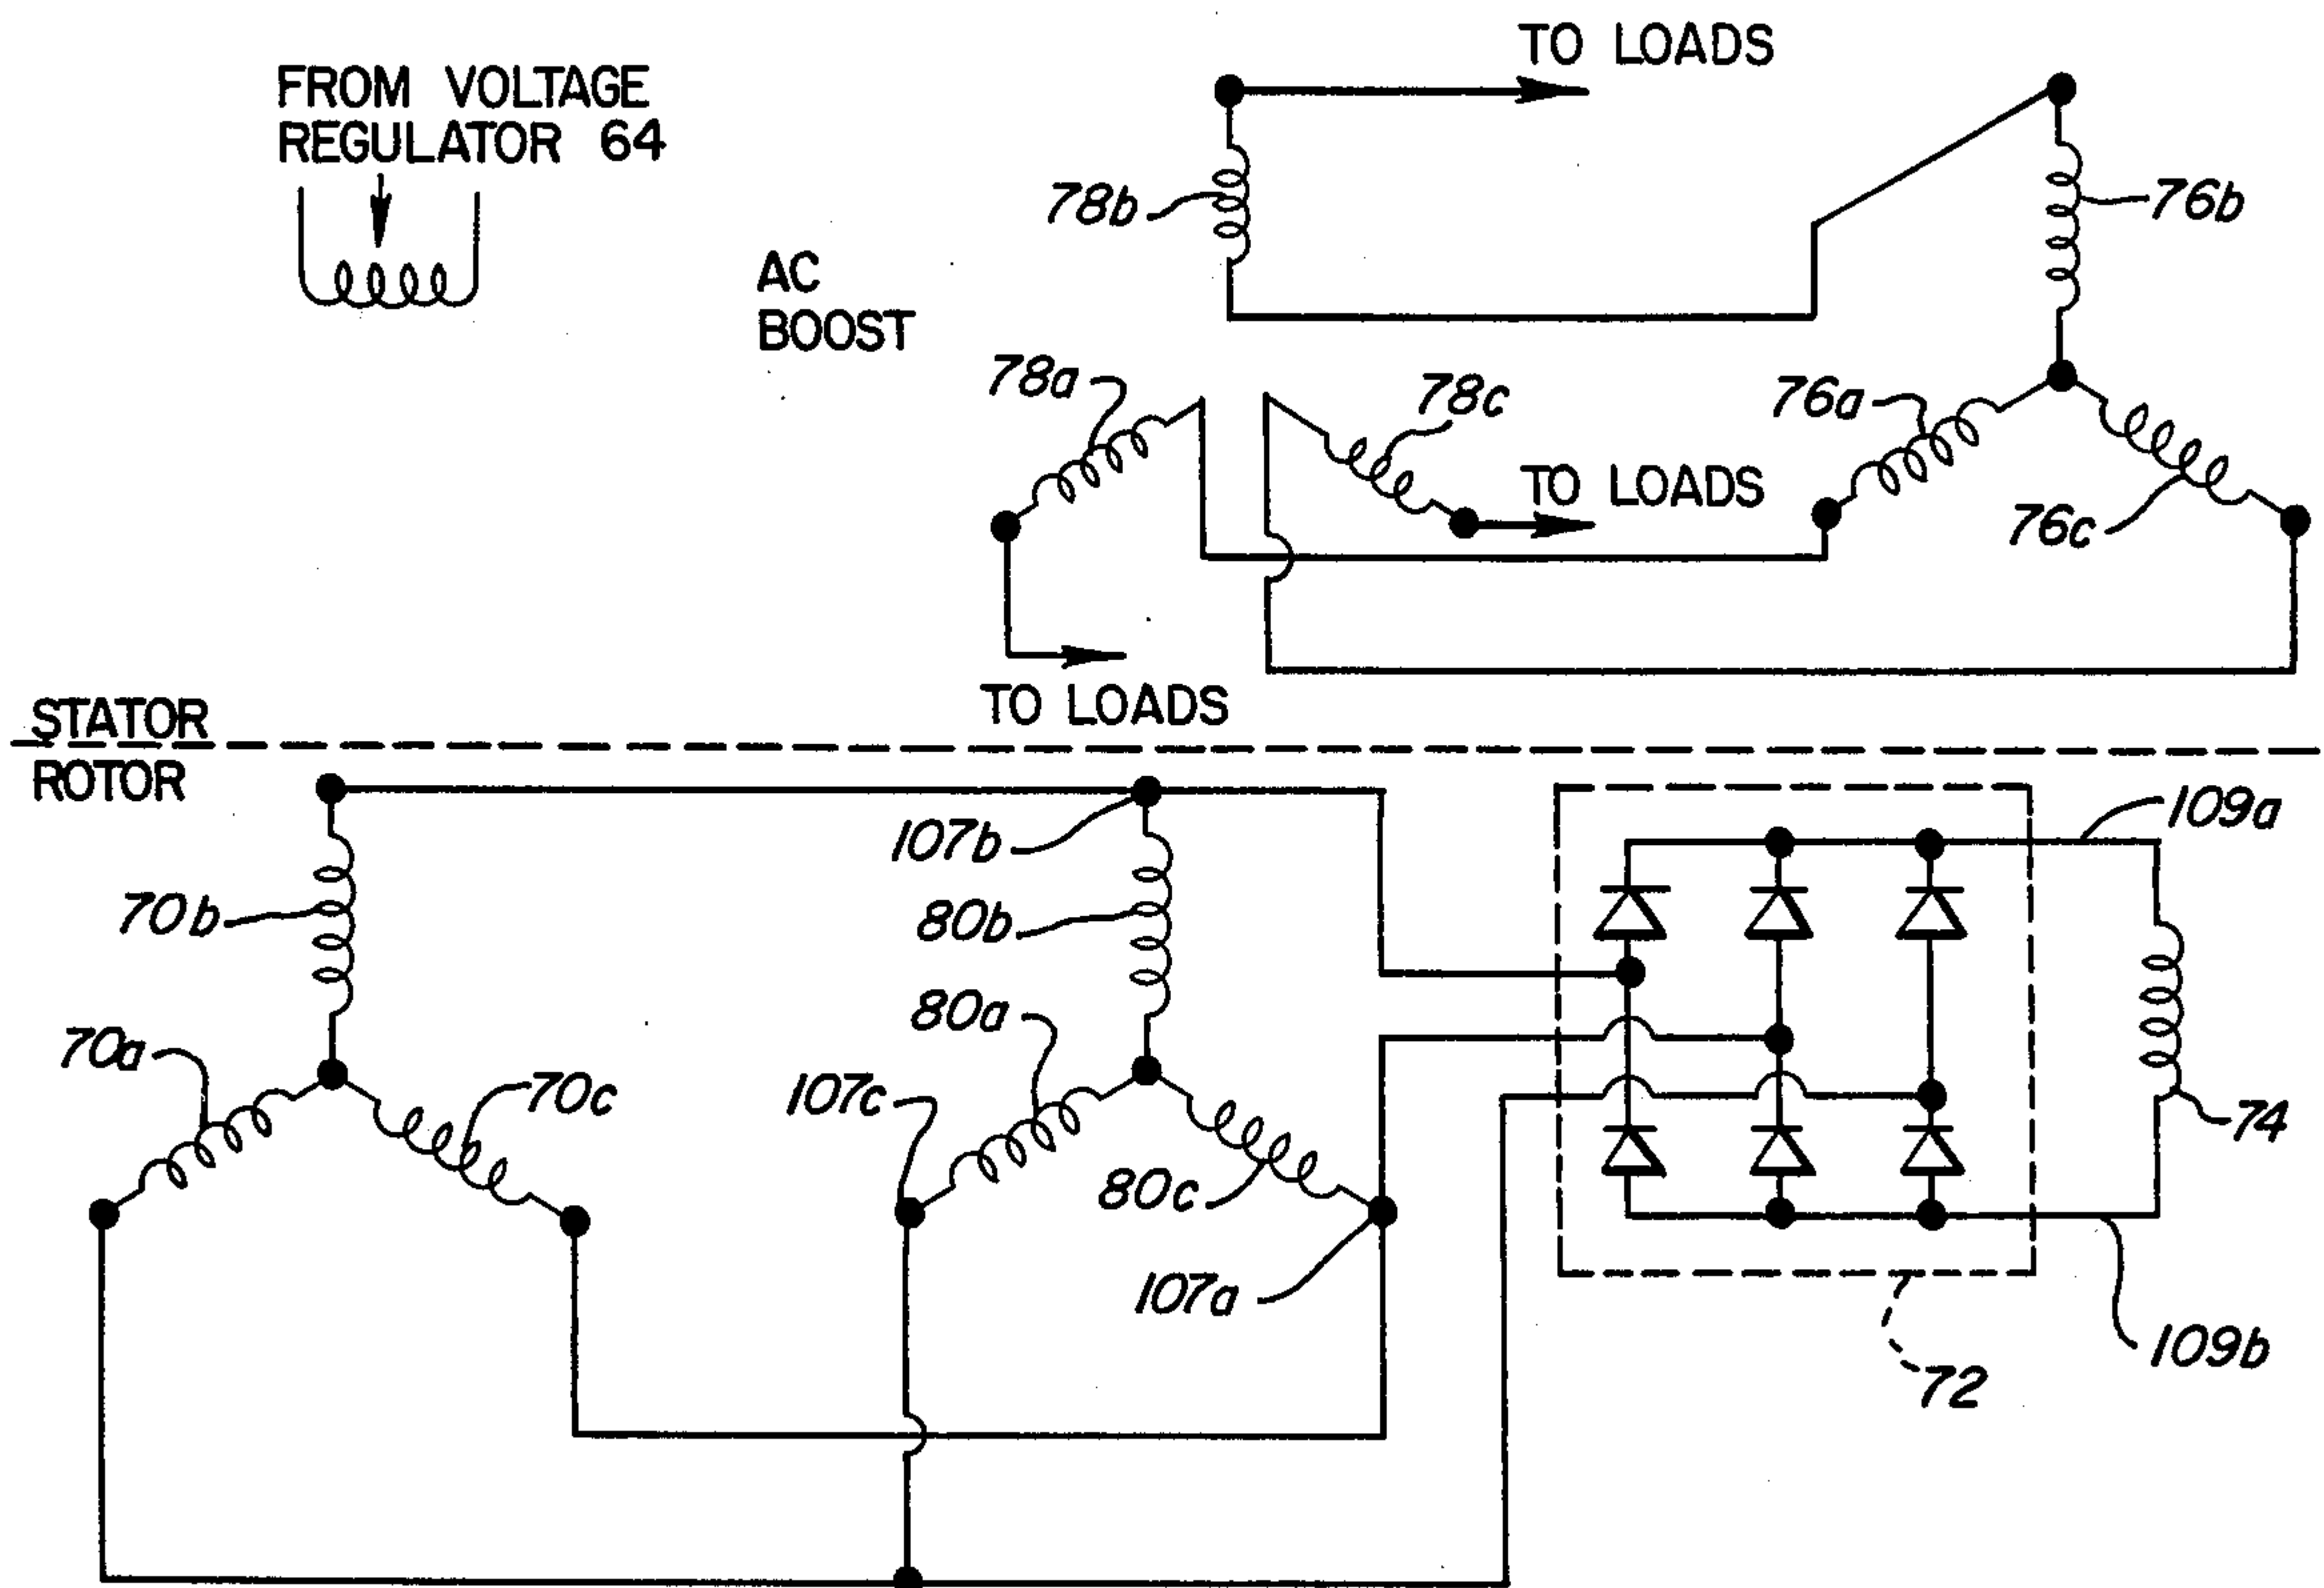 FROM VOLTAGE
REGULATOR 64
TO LOADS
78b
76b
AC
BOOST
78a
78c
76a
TO LOADS
76c
TO LOADS
STATOR
ROTOR
107b
109a
70b
80b
80a
70a
70c
107c
80c
74
107a
109b
72